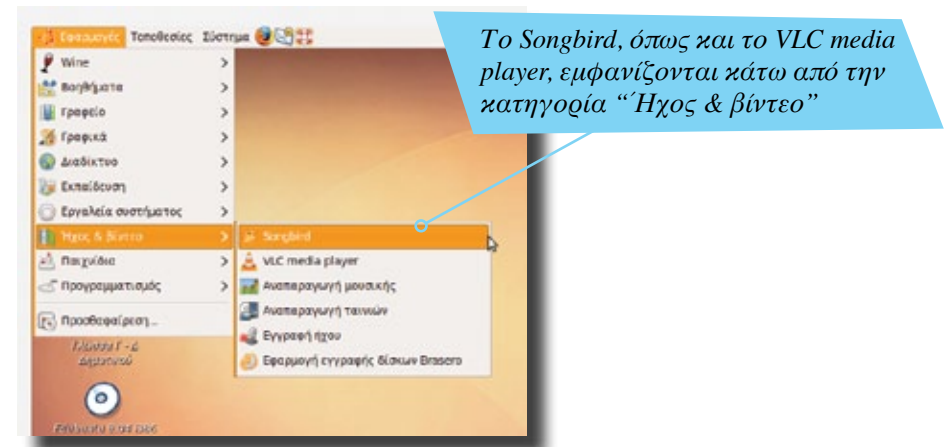 Εφαρμογές Τοποθεσίες Σύστημα
Το Songbird, όπως και το VLC media
player, εμφανίζονται κάτω από την
κατηγορία “Ήχος & βίντεο”
Wine
Βοηθήματα
Γραφείο
Γραφικά
Διαδίκτυο
Εκπαίδευση
Εργαλεία συστήματος
Ήχος & βίντεο
Παιχνίδια
Προγραμματισμός
Προσθαφαίρεση...
Songbird
VLC media player
Αναπαραγωγή μουσικής
Αναπαραγωγή ταινιών
Εγγραφή ήχου
Εφαρμογή εγγραφής δίσκων Brasero
Γλώσσα Γ - Δ
Δημοτικού